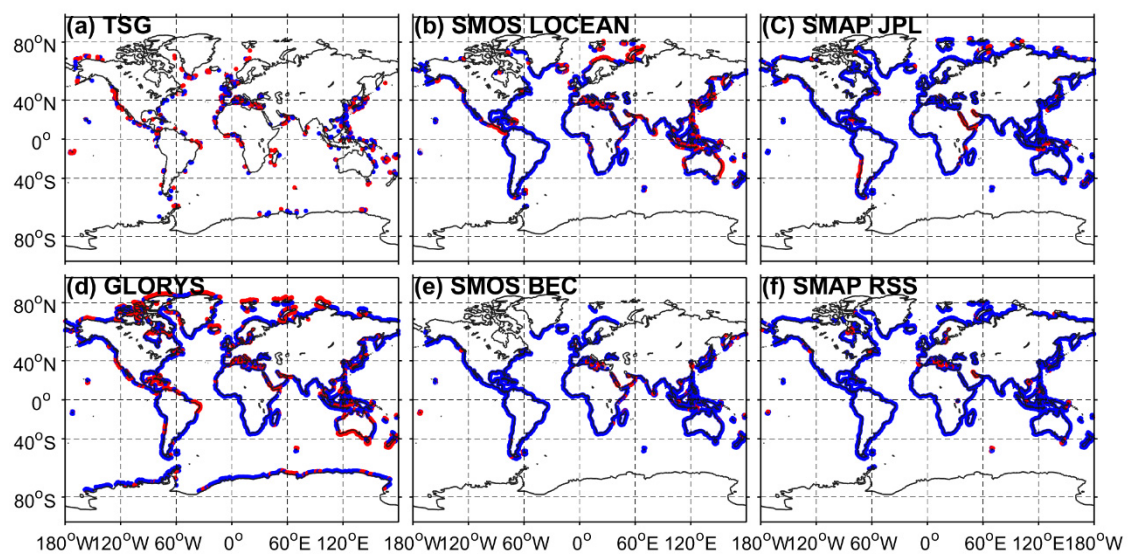 (a) TSG
(b) SMOS LOCEAN
(C) SMAP JPL
80°N
40°N
0°
40°S
80°S
(d) GLORYS
(e) SMOS BEC
(f) SMAP RSS
80°N
40°N
0°
40°S
80°S
180°W120°W 60°W 0° 60°E 120°E 180°W120°W 60°W 0° 60°E 120°E 180°W120°W 60°W 0° 60°E 120°E 180°W